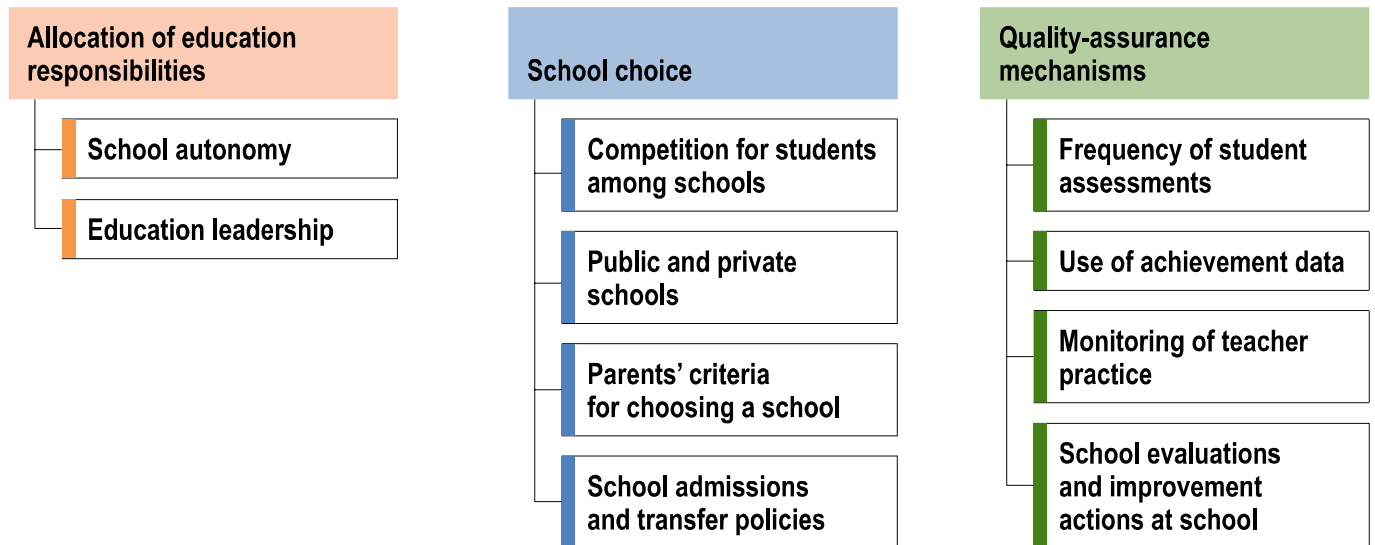 Allocation of education
responsibilities
School autonomy
Education leadership
School choice
Competition for students
among schools
Public and private
schools
Parents’ criteria
for choosing a school
School admissions
and transfer policies
Quality-assurance
mechanisms
Frequency of student
assessments
Use of achievement data
Monitoring of teacher
practice
School evaluations
and improvement
actions at school